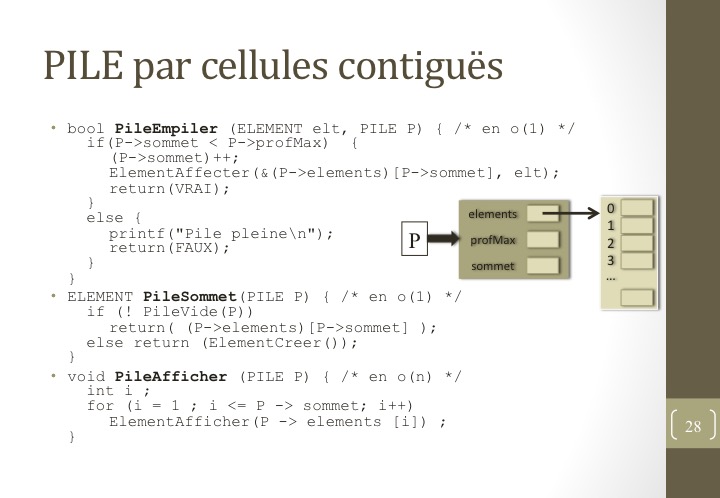 PILE par cellules contiguës
• bool PileEmpiler (ELEMENT elt, PILE P) { /* en o(1) */
if(P->sommet < P->profMax) {
(P->sommet)++;
ElementAffecter(&(P->elements)[P->sommet], elt);
return(VRAI);
}
else {
printf("Pile pleine\n");
return(FAUX);
}
}
• ELEMENT PileSommet(PILE P) { /* en o(1) */
if (! PileVide(P))
return( (P->elements)[P->sommet] );
else return (ElementCreer());
}
• void PileAfficher (PILE P) { /* en o(n) */
int i ;
for (i = 1 ; i <= P -> sommet; i++)
ElementAfficher(P -> elements [i]) ;
}
P
elements
profMax
sommet
0
1
2
3
...
28